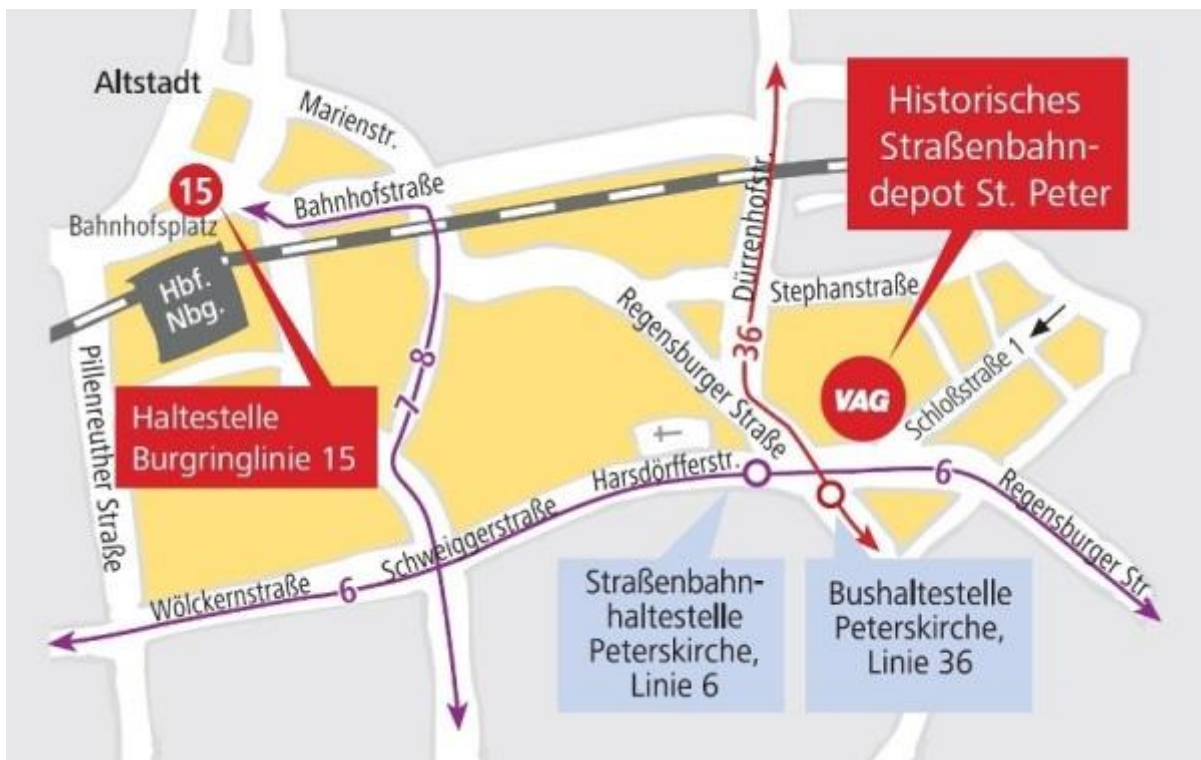 Altstadt
Marienstr.
Historisches
Straßenbahn-
depot St. Peter
15
Bahnhofstraße
Bahnhofsplatz
Hbf.
Nbg.
Dürrenhofstr.
Stephanstraße
Regensburger Straße
36
8
7
Pillenreuther Straße
Haltestelle
Burgringlinie 15
VAG
Schloßstraße 1
Harsdörfferstr.
6
Regensburger Str.
Schweiggerstraße
6
Wölckernstraße
Straßenbahn-
haltestelle
Peterskirche,
Linie 6
Bushaltestelle
Peterskirche,
Linie 36